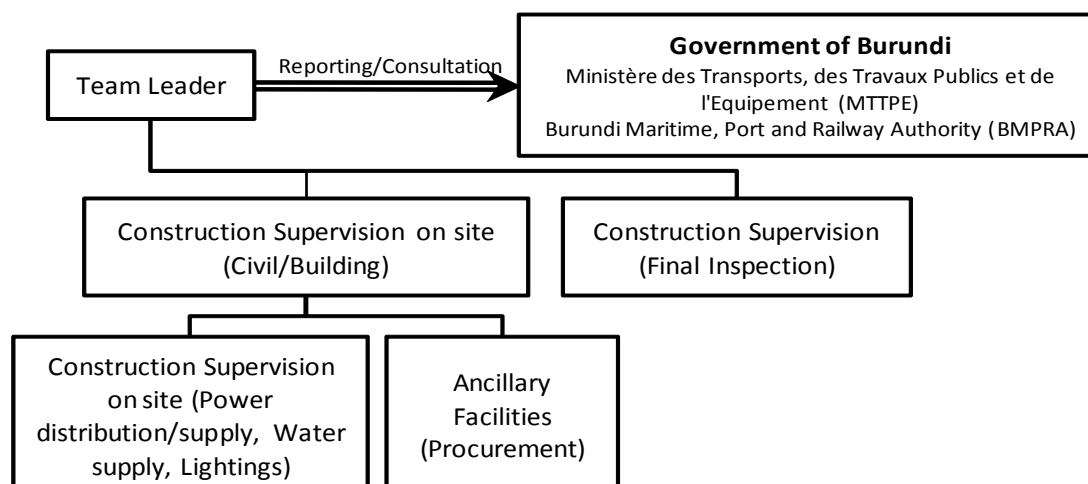 Team Leader
Reporting/Consultation
Government of Burundi
Ministère des Transports, des Travaux Publics et de
l'Equipement (MTTPE)
Burundi Maritime, Port and Railway Authority (BMPRA)
Construction Supervision on site
(Civil/Building)
Construction Supervision
(Final Inspection)
Construction Supervision
on site (Power
distribution/supply, Water
supply, Lightings)
Ancillary
Facilities
(Procurement)